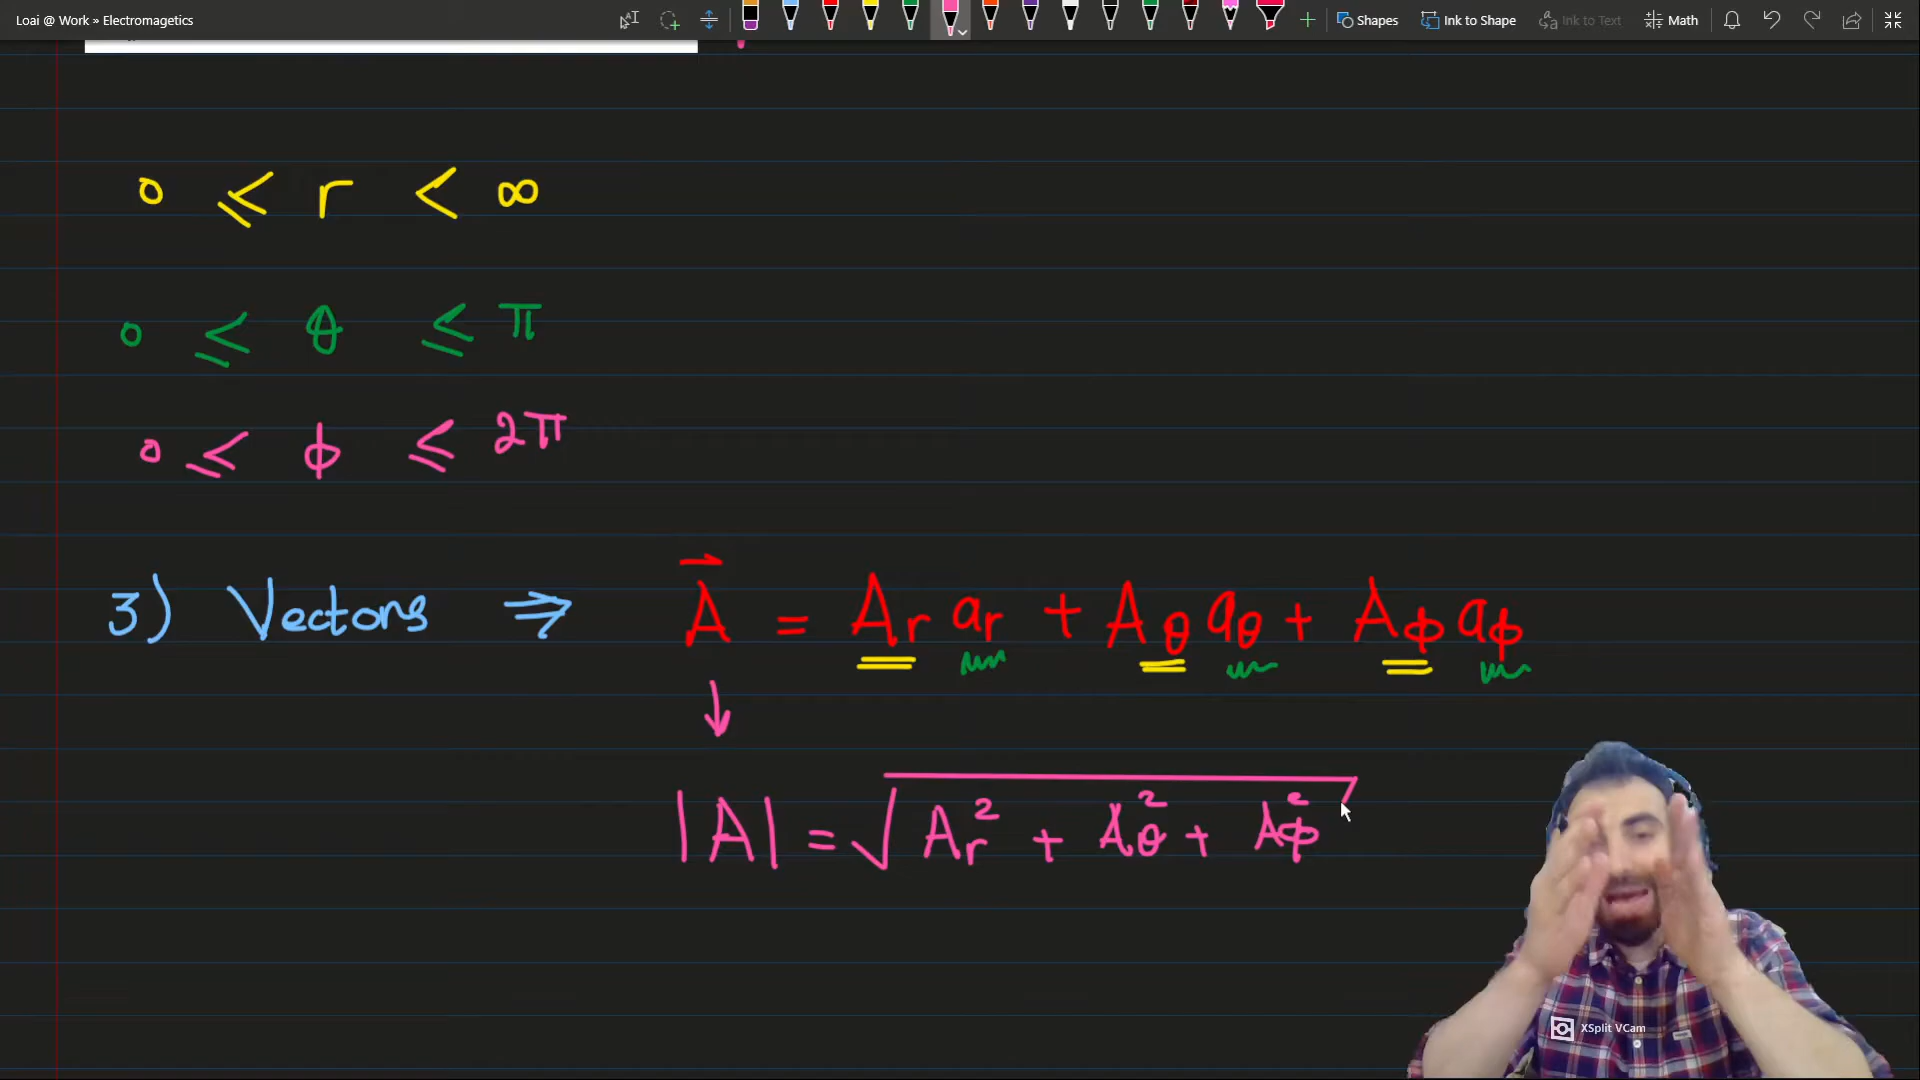 Loai @ Work » Electromagetics
Shapes Ink to Shape Ink to Text Math
0 ≤ r < ∞
0 ≤ θ ≤ π
0 ≤ ϕ ≤ 2π
3) Vectors ⇒ A⃗ = Ar ar + Aθ aθ + Aϕ aϕ
↓
|A| = √(Ar² + Aθ² + Aϕ²)
XSplit VCam